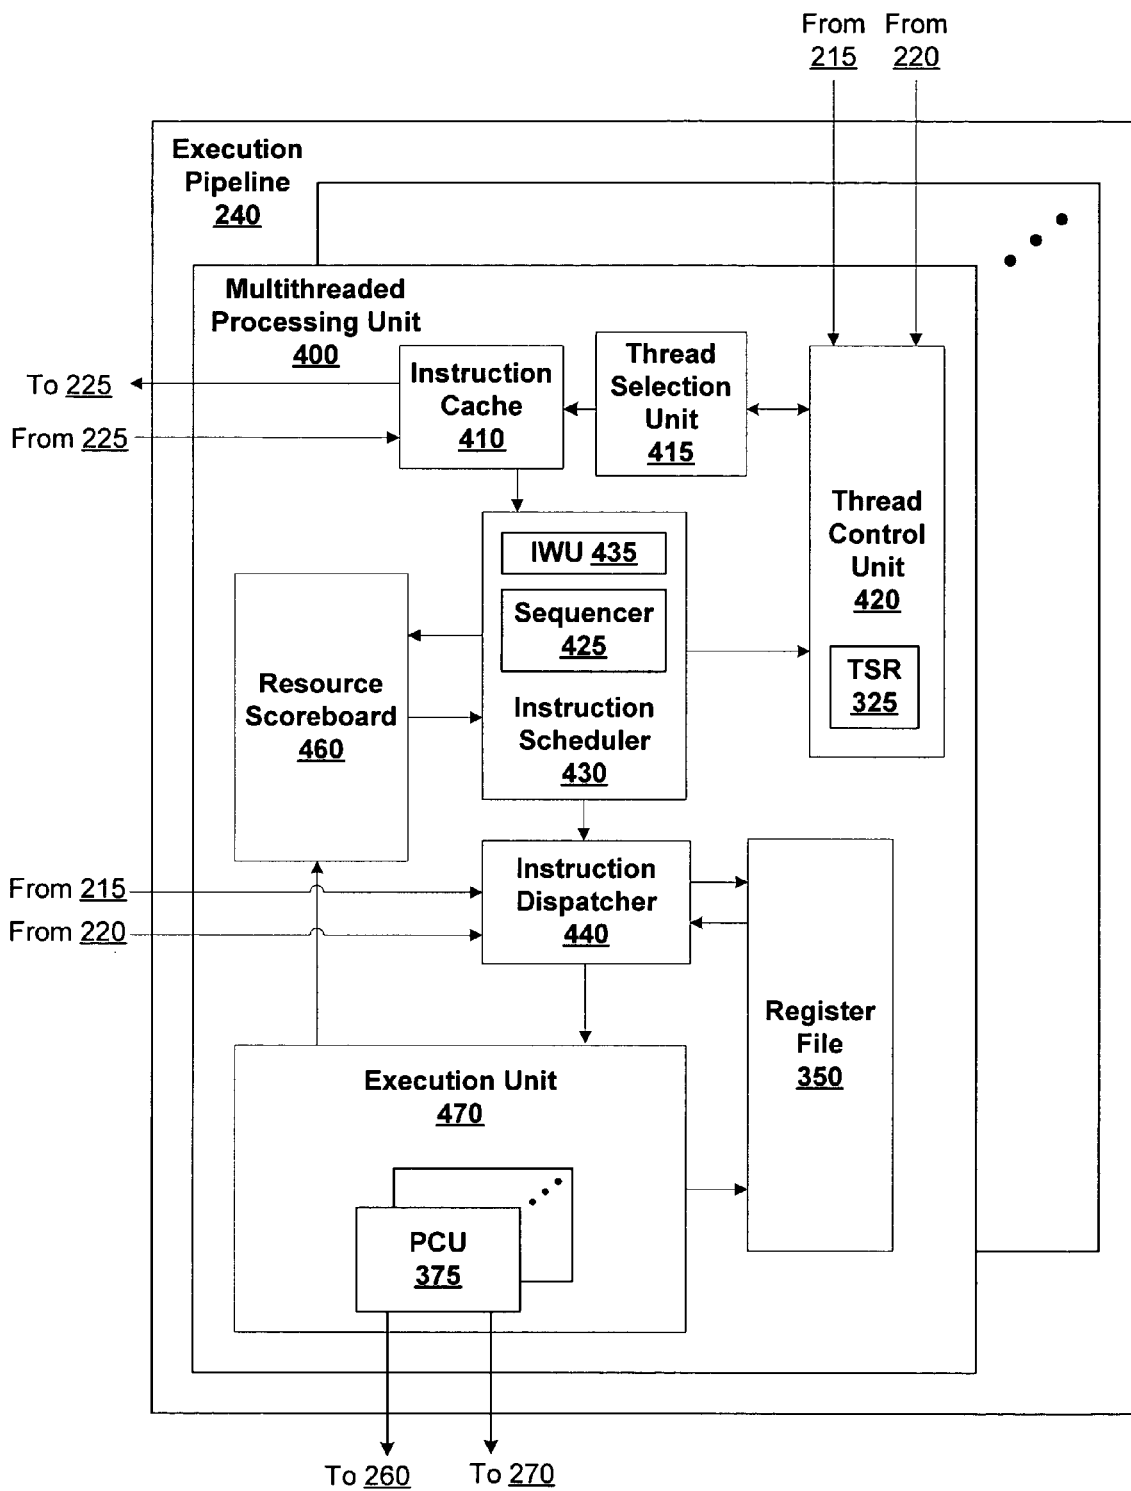 From From
215 220
Execution
Pipeline
240
Multithreaded
Processing Unit
400
To 225
From 225
Instruction
Cache
410
Thread
Selection
Unit
415
Thread
Control
Unit
420
TSR
325
IWU 435
Sequencer
425
Instruction
Scheduler
430
Resource
Scoreboard
460
From 215
From 220
Instruction
Dispatcher
440
Register
File
350
Execution Unit
470
PCU
375
To 260
To 270